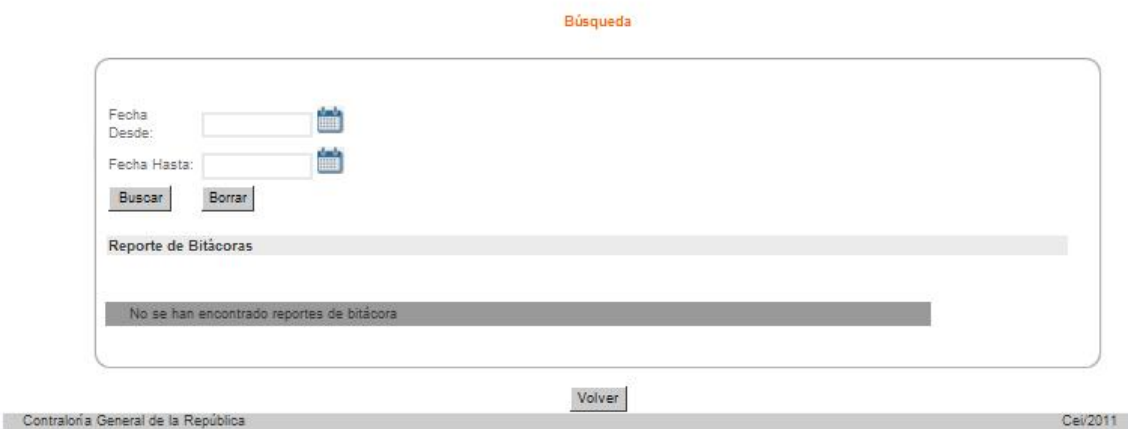 Búsqueda
Fecha
Desde:
Fecha Hasta:
Buscar Borrar
Reporte de Bitácoras
No se han encontrado reportes de bitácora
Volver
Contraloría General de la República Cei/2011